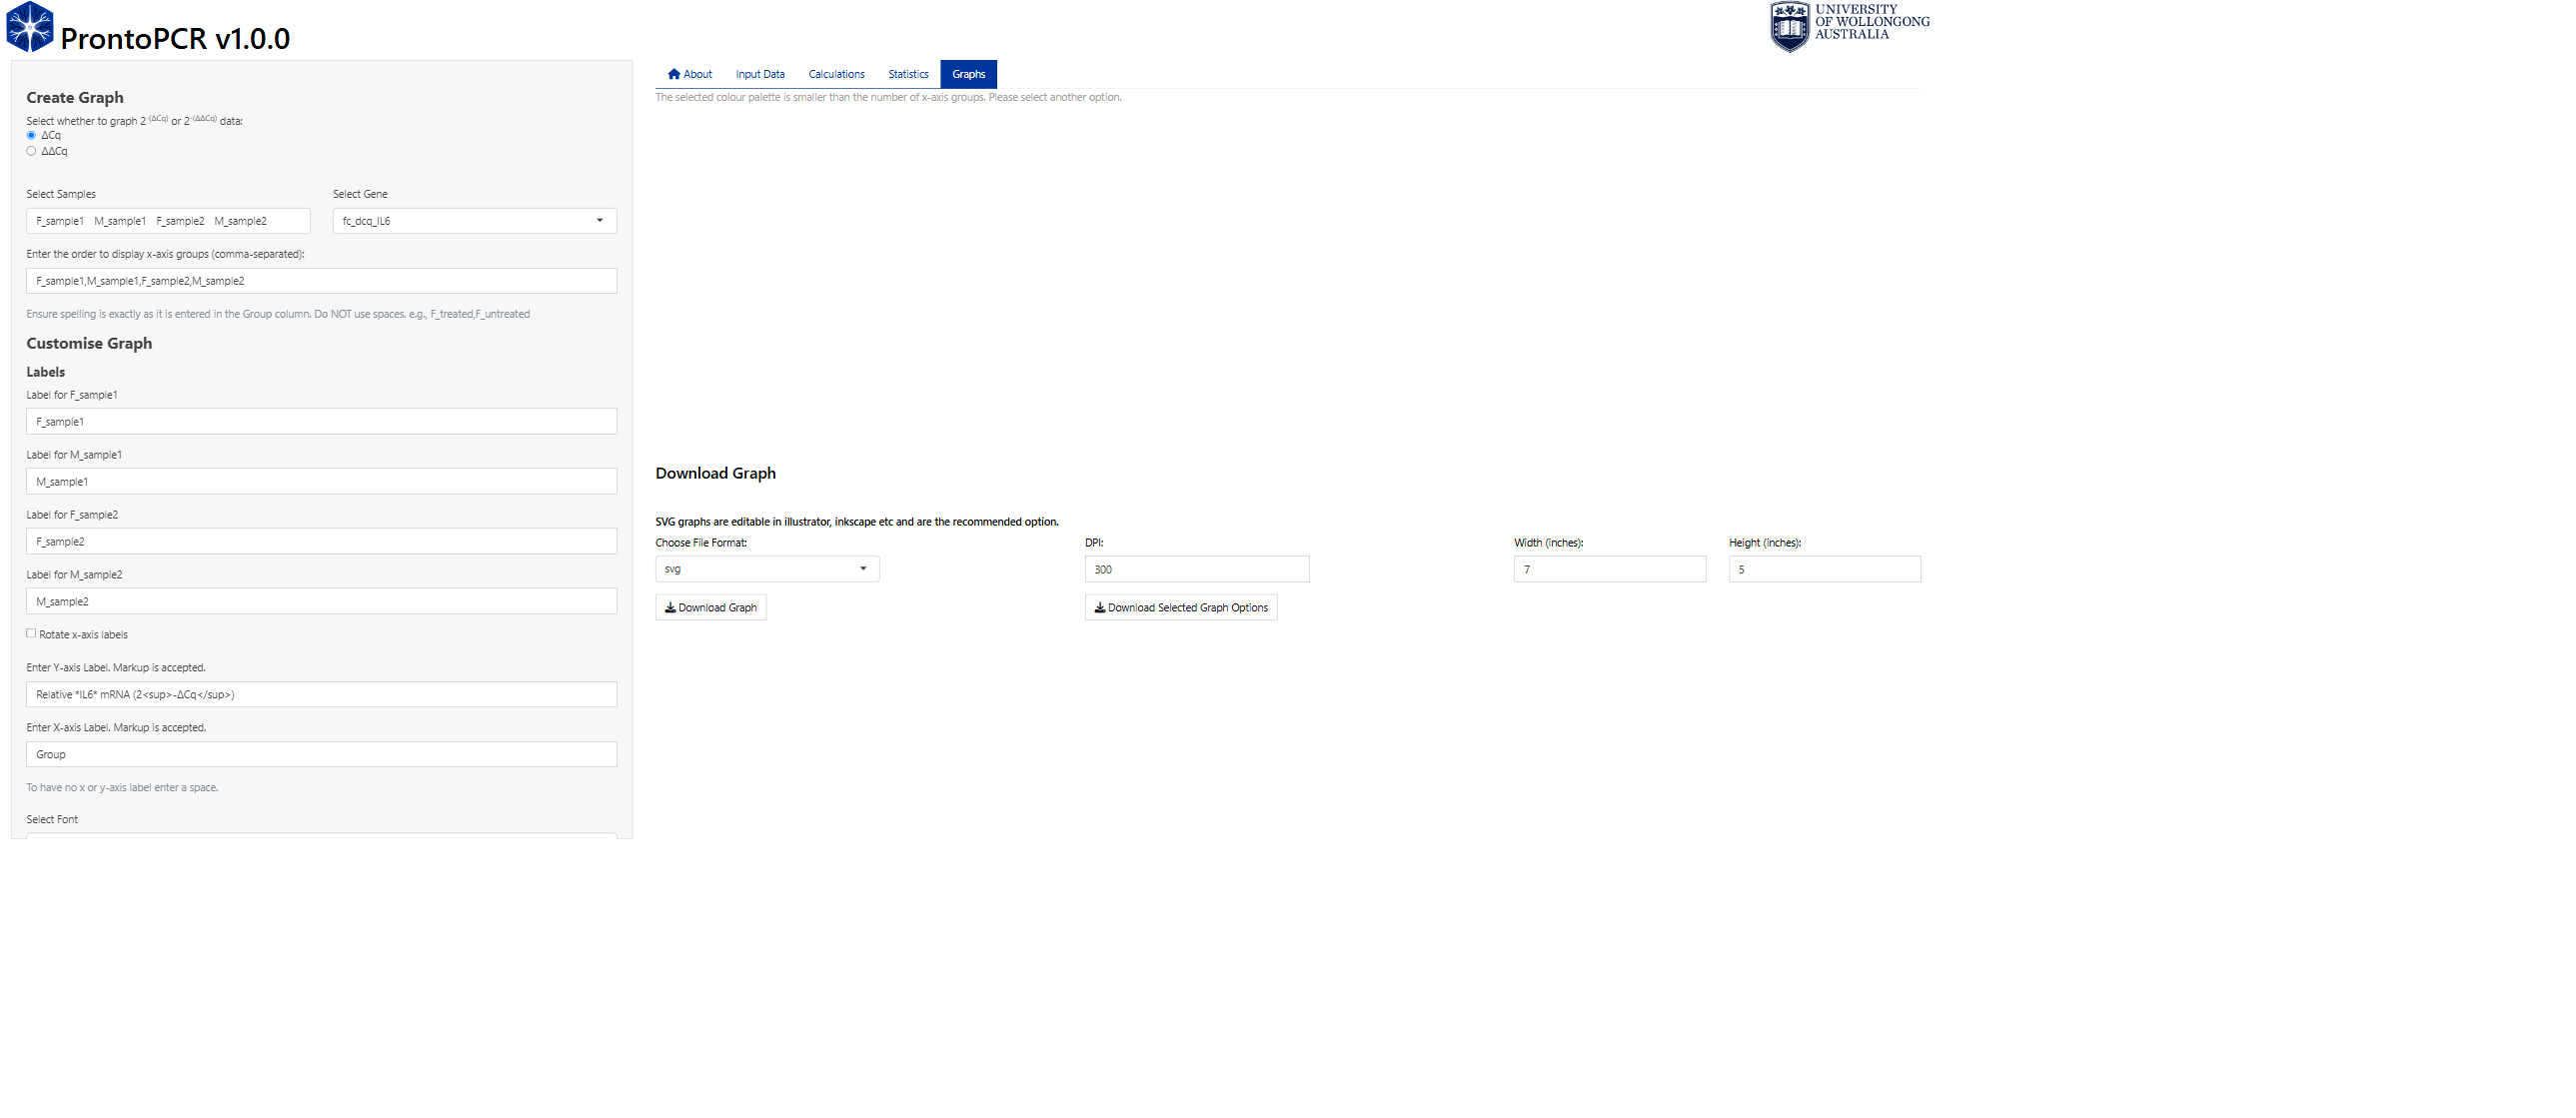 ProntoPCR v1.0.0
UNIVERSITY
OF WOLLONGONG
AUSTRALIA
Create Graph
Select whether to graph 2-(ΔCq) or 2-(ΔΔCq) data:
ΔCq
ΔΔCq
Select Samples
Select Gene
F_sample1 M_sample1 F_sample2 M_sample2
fc_dcq_IL6
Enter the order to display x-axis groups (comma-separated):
F_sample1,M_sample1,F_sample2,M_sample2
Ensure spelling is exactly as it is entered in the Group column. Do NOT use spaces. e.g., F_treated,F_untreated
Customise Graph
Labels
Label for F_sample1
F_sample1
Label for M_sample1
M_sample1
Label for F_sample2
F_sample2
Label for M_sample2
M_sample2
Rotate x-axis labels
Enter Y-axis Label. Markup is accepted.
Relative *IL6* mRNA (2<sup>-ΔCq</sup>)
Enter X-axis Label. Markup is accepted.
Group
To have no x or y-axis label enter a space.
Select Font
About Input Data Calculations Statistics Graphs
The selected colour palette is smaller than the number of x-axis groups. Please select another option.
Download Graph
SVG graphs are editable in illustrator, inkscape etc and are the recommended option.
Choose File Format: DPI: Width (inches): Height (inches):
svg 300 7 5
Download Graph Download Selected Graph Options